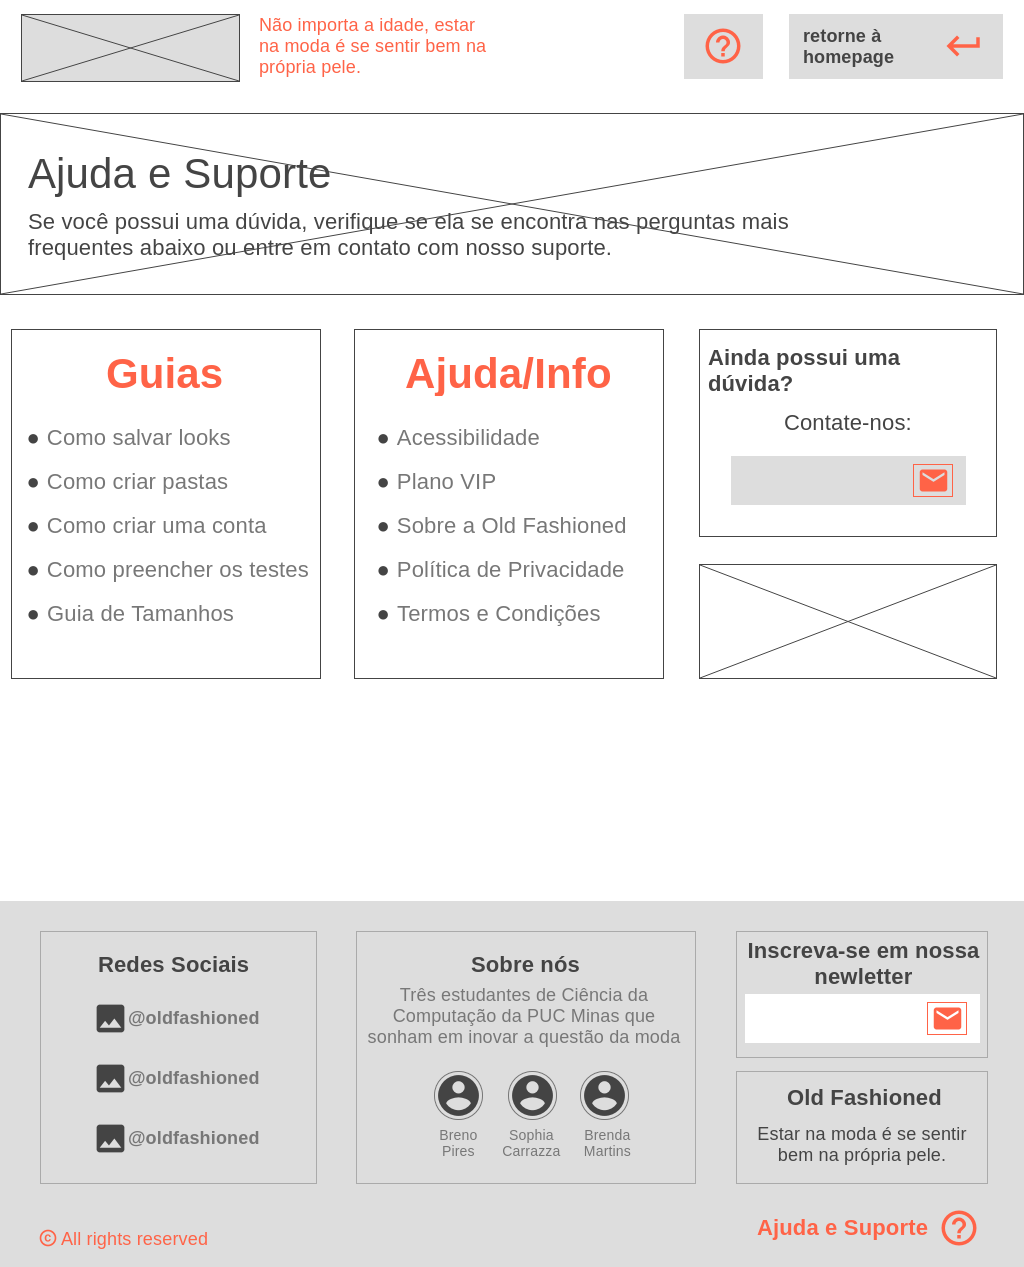 Não importa a idade, estar
na moda é se sentir bem na
própria pele.
retorne à
homepage
Ajuda e Suporte
Se você possui uma dúvida, verifique se ela se encontra nas perguntas mais
frequentes abaixo ou entre em contato com nosso suporte.
Guias
● Como salvar looks
● Como criar pastas
● Como criar uma conta
● Como preencher os testes
● Guia de Tamanhos
Ajuda/Info
● Acessibilidade
● Plano VIP
● Sobre a Old Fashioned
● Política de Privacidade
● Termos e Condições
Ainda possui uma
dúvida?
Contate-nos:
Redes Sociais
@oldfashioned
@oldfashioned
@oldfashioned
Sobre nós
Três estudantes de Ciência da
Computação da PUC Minas que
sonham em inovar a questão da moda
Breno
Pires
Sophia
Carrazza
Brenda
Martins
Inscreva-se em nossa
newletter
Old Fashioned
Estar na moda é se sentir
bem na própria pele.
© All rights reserved
Ajuda e Suporte